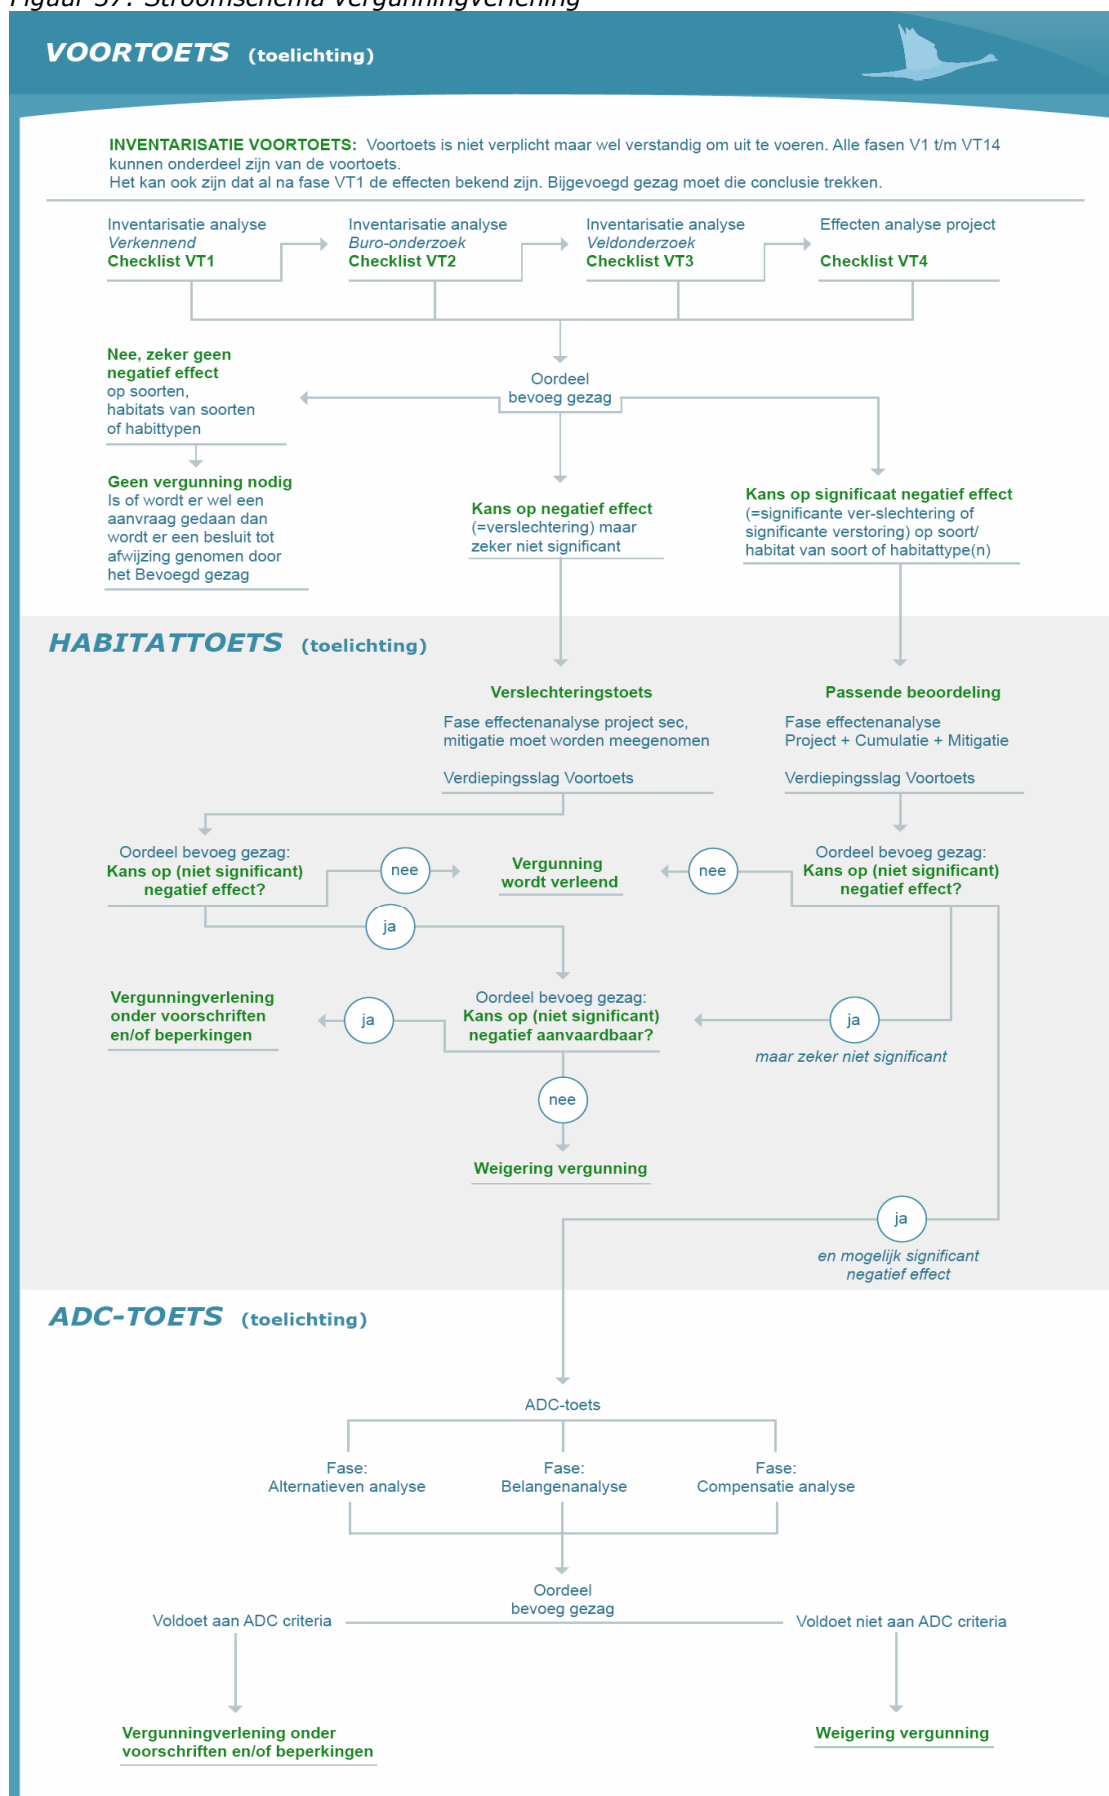 Figuur 37: Stroomschema vergunningverlening
VOORTOETS (toelichting)
INVENTARISATIE VOORTOETS: Voortoets is niet verplicht maar wel verstandig om uit te voeren. Alle fasen V1 t/m VT14
kunnen onderdeel zijn van de voortoets.
Het kan ook zijn dat al na fase VT1 de effecten bekend zijn. Bijgevoegd gezag moet die conclusie trekken.
Inventarisatie analyse
Verkennend
Checklist VT1
Inventarisatie analyse
Buro-onderzoek
Checklist VT2
Inventarisatie analyse
Veldonderzoek
Checklist VT3
Effecten analyse project
Checklist VT4
Oordeel
bevoeg gezag
Nee, zeker geen
negatief effect
op soorten,
habitats van soorten
of habittypen
Geen vergunning nodig
Is of wordt er wel een
aanvraag gedaan dan
wordt er een besluit tot
afwijzing genomen door
het Bevoegd gezag
Kans op negatief effect
(=verslechtering) maar
zeker niet significant
Kans op significaat negatief effect
(=significante ver-slechtering of
significante verstoring) op soort/
habitat van soort of habitattype(n)
HABITATTOETS (toelichting)
Verslechteringstoets
Fase effectenanalyse project sec,
mitigatie moet worden meegenomen
Verdiepingsslag Voortoets
Passende beoordeling
Fase effectenanalyse
Project + Cumulatie + Mitigatie
Verdiepingsslag Voortoets
Oordeel bevoeg gezag:
Kans op (niet significant)
negatief effect?
nee
Vergunning
wordt verleend
nee
Oordeel bevoeg gezag:
Kans op (niet significant)
negatief effect?
ja
Vergunningverlening
onder voorschriften
en/of beperkingen
ja
Oordeel bevoeg gezag:
Kans op (niet significant)
negatief aanvaardbaar?
ja
maar zeker niet significant
nee
Weigering vergunning
ja
en mogelijk significant
negatief effect
ADC-TOETS (toelichting)
ADC-toets
Fase:
Alternatieven analyse
Fase:
Belangenanalyse
Fase:
Compensatie analyse
Oordeel
bevoeg gezag
Voldoet aan ADC criteria
Voldoet niet aan ADC criteria
Vergunningverlening onder
voorschriften en/of beperkingen
Weigering vergunning